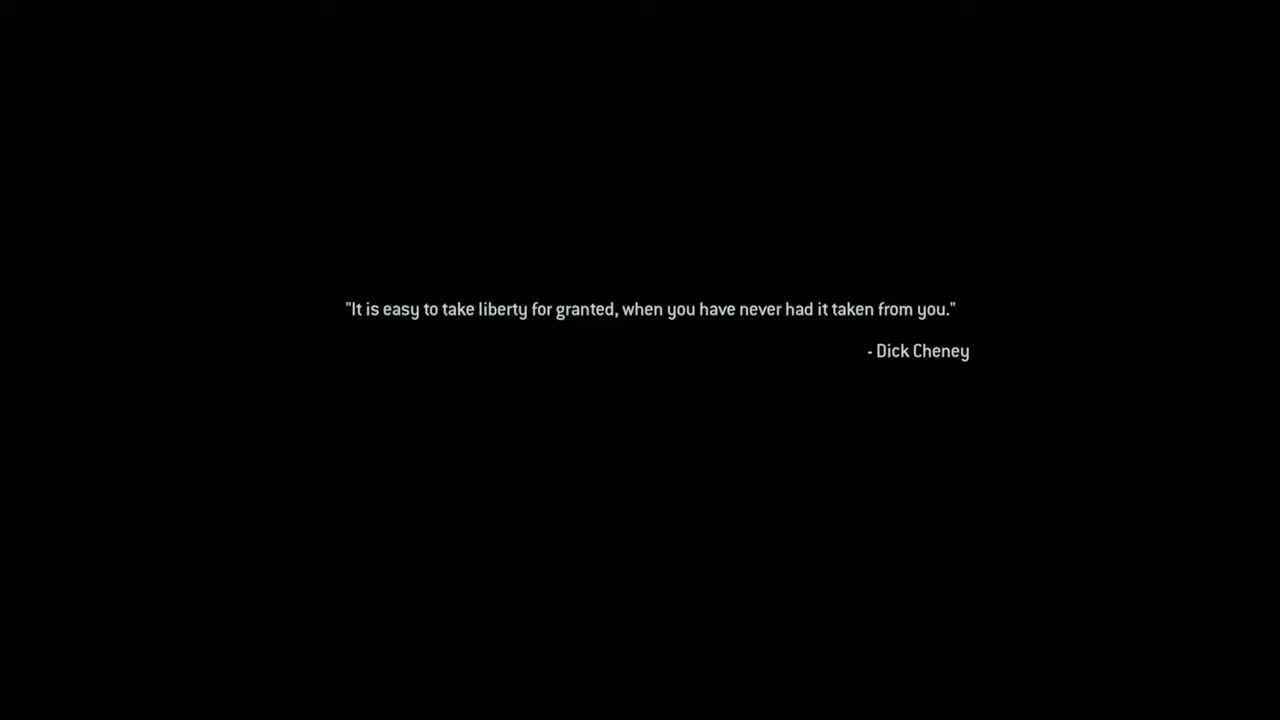 "It is easy to take liberty for granted, when you have never had it taken from you."
- Dick Cheney